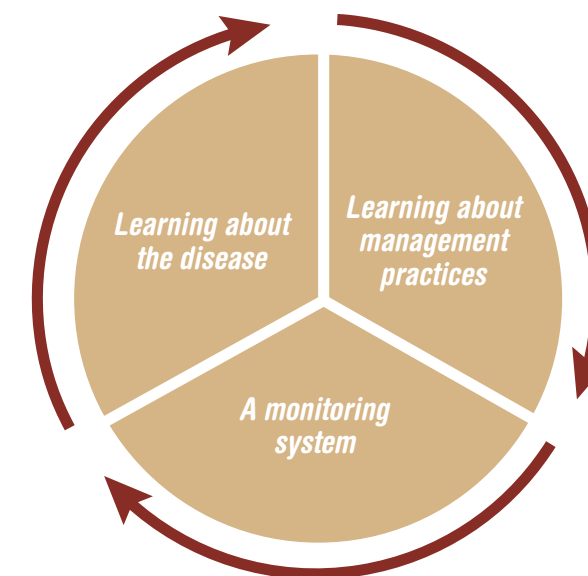 Learning about
the disease
Learning about
management
practices
A monitoring
system